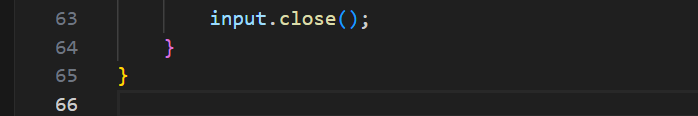 63 input.close();
64 }
65 }
66